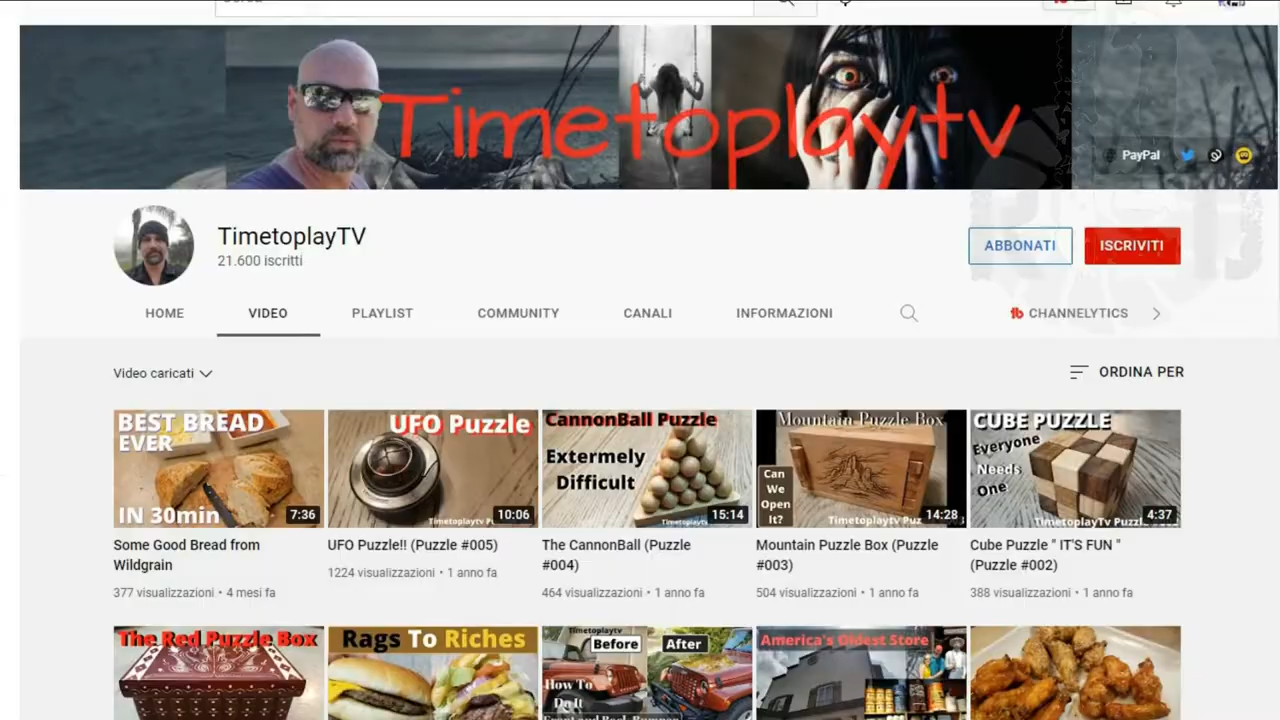 Timetoplaytv
PayPal
TimetoplayTV
21.600 iscritti
ABBONATI
ISCRIVITI
HOME
VIDEO
PLAYLIST
COMMUNITY
CANALI
INFORMAZIONI
CHANNELYTICS
Video caricati
ORDINA PER
BEST BREAD
EVER
IN 30min
7:36
UFO Puzzle
10:06
CannonBall Puzzle
Extermely
Difficult
15:14
Mountain Puzzle Box
Can
We
Open
It?
14:28
CUBE PUZZLE
Everyone
Needs
One
4:37
Some Good Bread from
Wildgrain
377 visualizzazioni • 4 mesi fa
UFO Puzzle!! (Puzzle #005)
1224 visualizzazioni • 1 anno fa
The CannonBall (Puzzle
#004)
464 visualizzazioni • 1 anno fa
Mountain Puzzle Box (Puzzle
#003)
504 visualizzazioni • 1 anno fa
Cube Puzzle " IT'S FUN "
(Puzzle #002)
388 visualizzazioni • 1 anno fa
The Red Puzzle Box
Rags To Riches
Timetoplaytv
Before
After
How To
Do It
America's Oldest Store